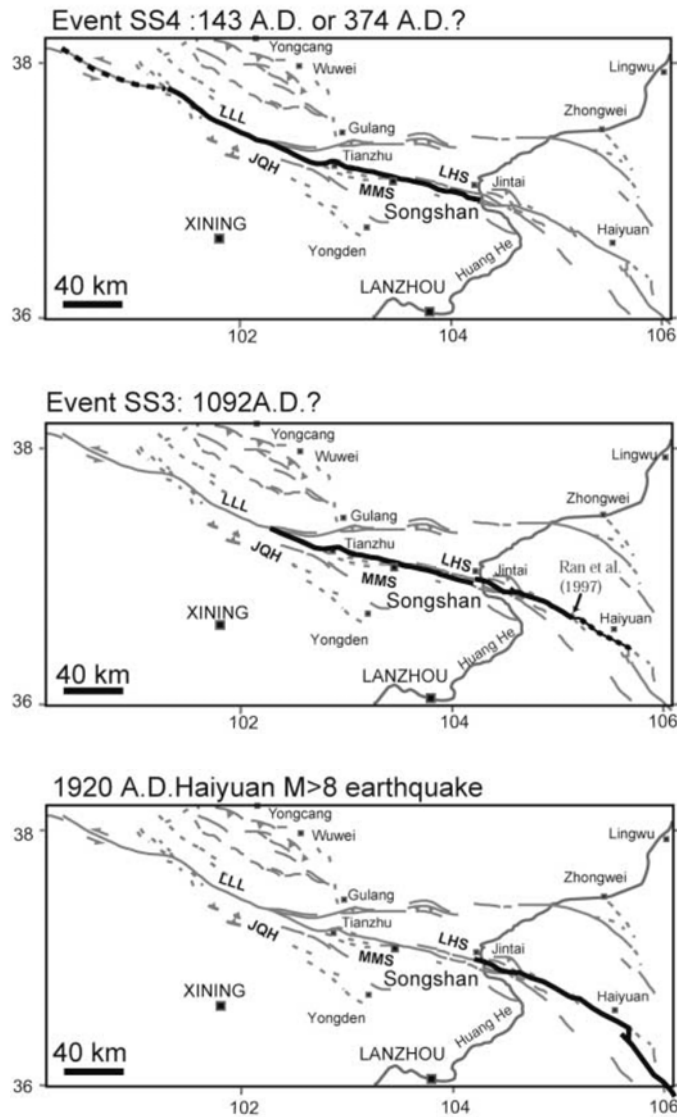 Event SS4 :143 A.D. or 374 A.D.?
38
Yongcang
Wuwei
Lingwu
Zhongwei
Gulang
LLL
Tianzhu
JQH
LHS
Jintai
MMS
Songshan
XINING
Yongden
Haiyuan
Huang He
LANZHOU
40 km
36
102
104
106
Event SS3: 1092A.D.?
38
Yongcang
Wuwei
Lingwu
Zhongwei
Gulang
LLL
Tianzhu
JQH
LHS
Jintai
MMS
Ran et al.
(1997)
Songshan
XINING
Yongden
Haiyuan
Huang He
LANZHOU
40 km
36
102
104
106
1920 A.D.Haiyuan M>8 earthquake
38
Yongcang
Wuwei
Lingwu
Zhongwei
Gulang
LLL
Tianzhu
JQH
LHS
Jintai
MMS
Songshan
XINING
Yongden
Haiyuan
Huang He
LANZHOU
40 km
36
102
104
106